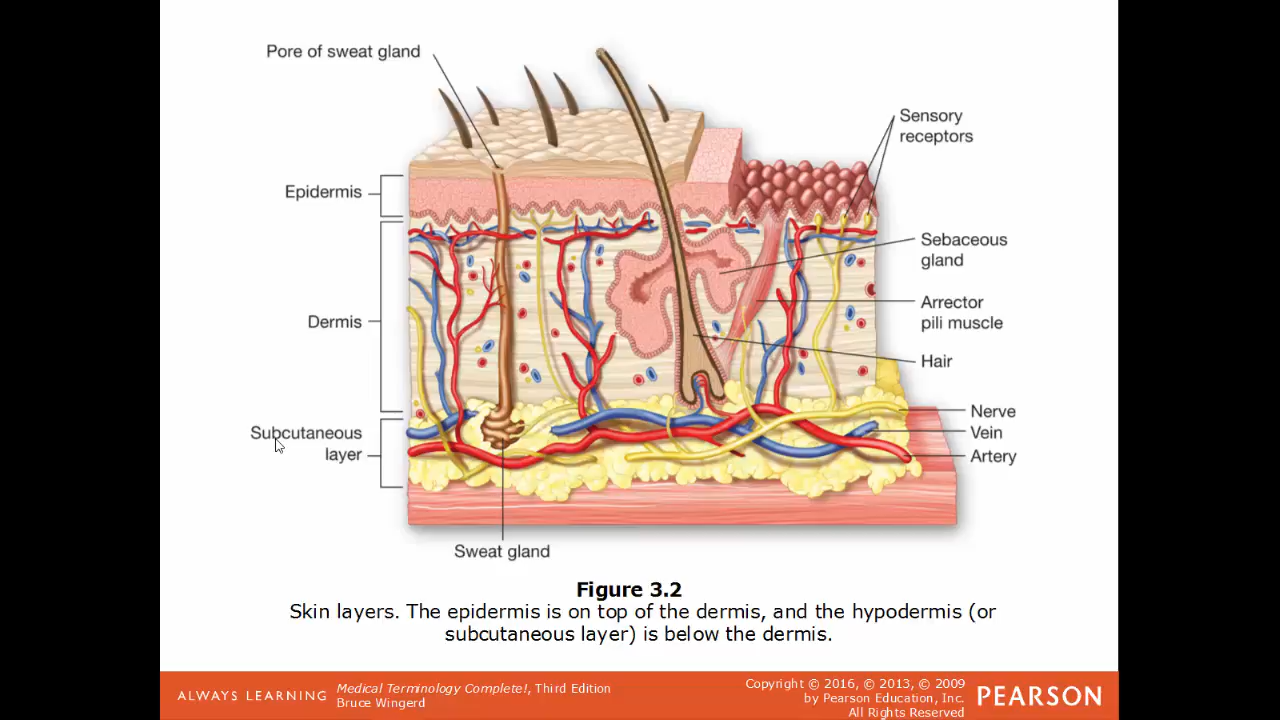 Pore of sweat gland
Sensory
receptors
Epidermis
Sebaceous
gland
Arrector
pili muscle
Dermis
Hair
Nerve
Vein
Artery
Subcutaneous
layer
Sweat gland
Figure 3.2
Skin layers. The epidermis is on top of the dermis, and the hypodermis (or
subcutaneous layer) is below the dermis.
ALWAYS LEARNING
Medical Terminology Complete!, Third Edition
Bruce Wingerd
Copyright © 2016, © 2013, © 2009
by Pearson Education, Inc.
All Rights Reserved
PEARSON